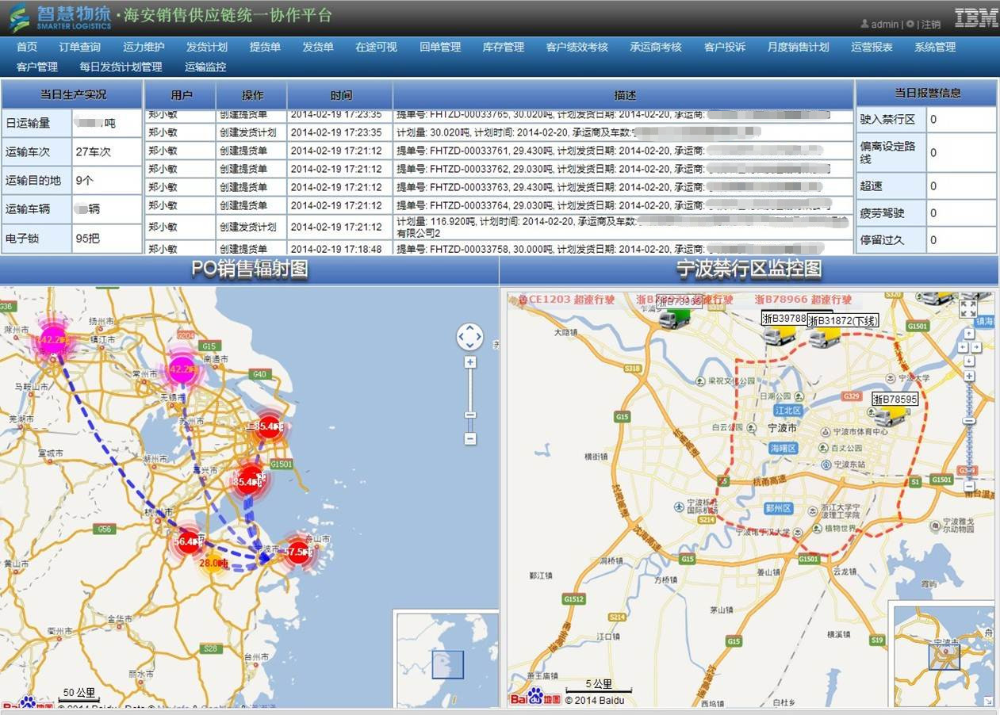 智慧物流·海安销售供应链统一协作平台
SMARTER LOGISTICS
admin | | 注销
IBM
首页 订单查询 运力维护 发货计划 提货单 发货单 在途可视 回单管理 库存管理 客户绩效考核 承运商考核 客户投诉 月度销售计划 运营报表 系统管理
客户管理 每日发货计划管理 运输监控
当日生产实况
日运输量 吨
运输车次 27车次
运输目的地 9个
运输车辆 辆
电子锁 95把
用户 操作 时间 描述
郑小敏 创建提货单 2014-02-19 17:23:35 提单号: FHTZD-00033765, 30.020吨, 计划发货日期: 2014-02-20, 承运商:
郑小敏 创建发货计划 2014-02-19 17:23:35 计划量: 30.020吨, 计划时间: 2014-02-20, 承运商及车数:
郑小敏 创建提货单 2014-02-19 17:21:12 提单号: FHTZD-00033761, 29.430吨, 计划发货日期: 2014-02-20, 承运商:
郑小敏 创建提货单 2014-02-19 17:21:12 提单号: FHTZD-00033762, 29.030吨, 计划发货日期: 2014-02-20, 承运商:
郑小敏 创建提货单 2014-02-19 17:21:12 提单号: FHTZD-00033763, 29.430吨, 计划发货日期: 2014-02-20, 承运商:
郑小敏 创建提货单 2014-02-19 17:21:12 提单号: FHTZD-00033764, 29.030吨, 计划发货日期: 2014-02-20, 承运商:
郑小敏 创建发货计划 2014-02-19 17:21:12 计划量: 116.920吨, 计划时间: 2014-02-20, 承运商及车数:
有限公司2
郑小敏 创建提货单 2014-02-19 17:18:48 提单号: FHTZD-00033758, 30.000吨, 计划发货日期: 2014-02-20, 承运商:
当日报警信息
驶入禁行区 0
偏离设定路线 0
超速 0
疲劳驾驶 0
停留过久 0
PO销售辐射图
G36
滁州市
扬州市
镇江市
G204
G15
南通市
G40
常州市
无锡市
马鞍山市
芜湖市
苏州市
85.4吨
宣城市
湖州市
G1501
85.4吨
杭州市
G56
56.4吨
28.0吨
宁波市
57.5吨
舟山市
黄山市
金华市
衢州市
S28
台州市
丽水市
50 公里
宁波禁行区监控图
鲁CE1203 超速行驶
浙B78966 超速行驶
浙B39788
浙B31872(下线)
浙B78595
S320
G1501
镇海
大隐镇
S318
梁祝文化公园
宁波大学
日湖公园
G329
江北区
白云公园
宁波市
宁波市体育中心
海曙区
百丈公园
宁波东站
G15
横街镇
杭甬高速
S1
G1501
宁波栎社
国际机场
S214
鄞州区
浙江大学宁
波理工学院
植物世界
宁波雅戈
尔动物园
沈海高速
G15
G1501
洞桥镇
鄞江镇
方桥镇
姜山镇
云龙镇
霞屿
G1512
S214
茅山镇
江口镇
G15
横溪镇
S19
甬金高速
沈海高速
萧王庙镇
西坞镇
白杜乡
宁波市
5 公里
Bai du 地图
© 2014 Baidu